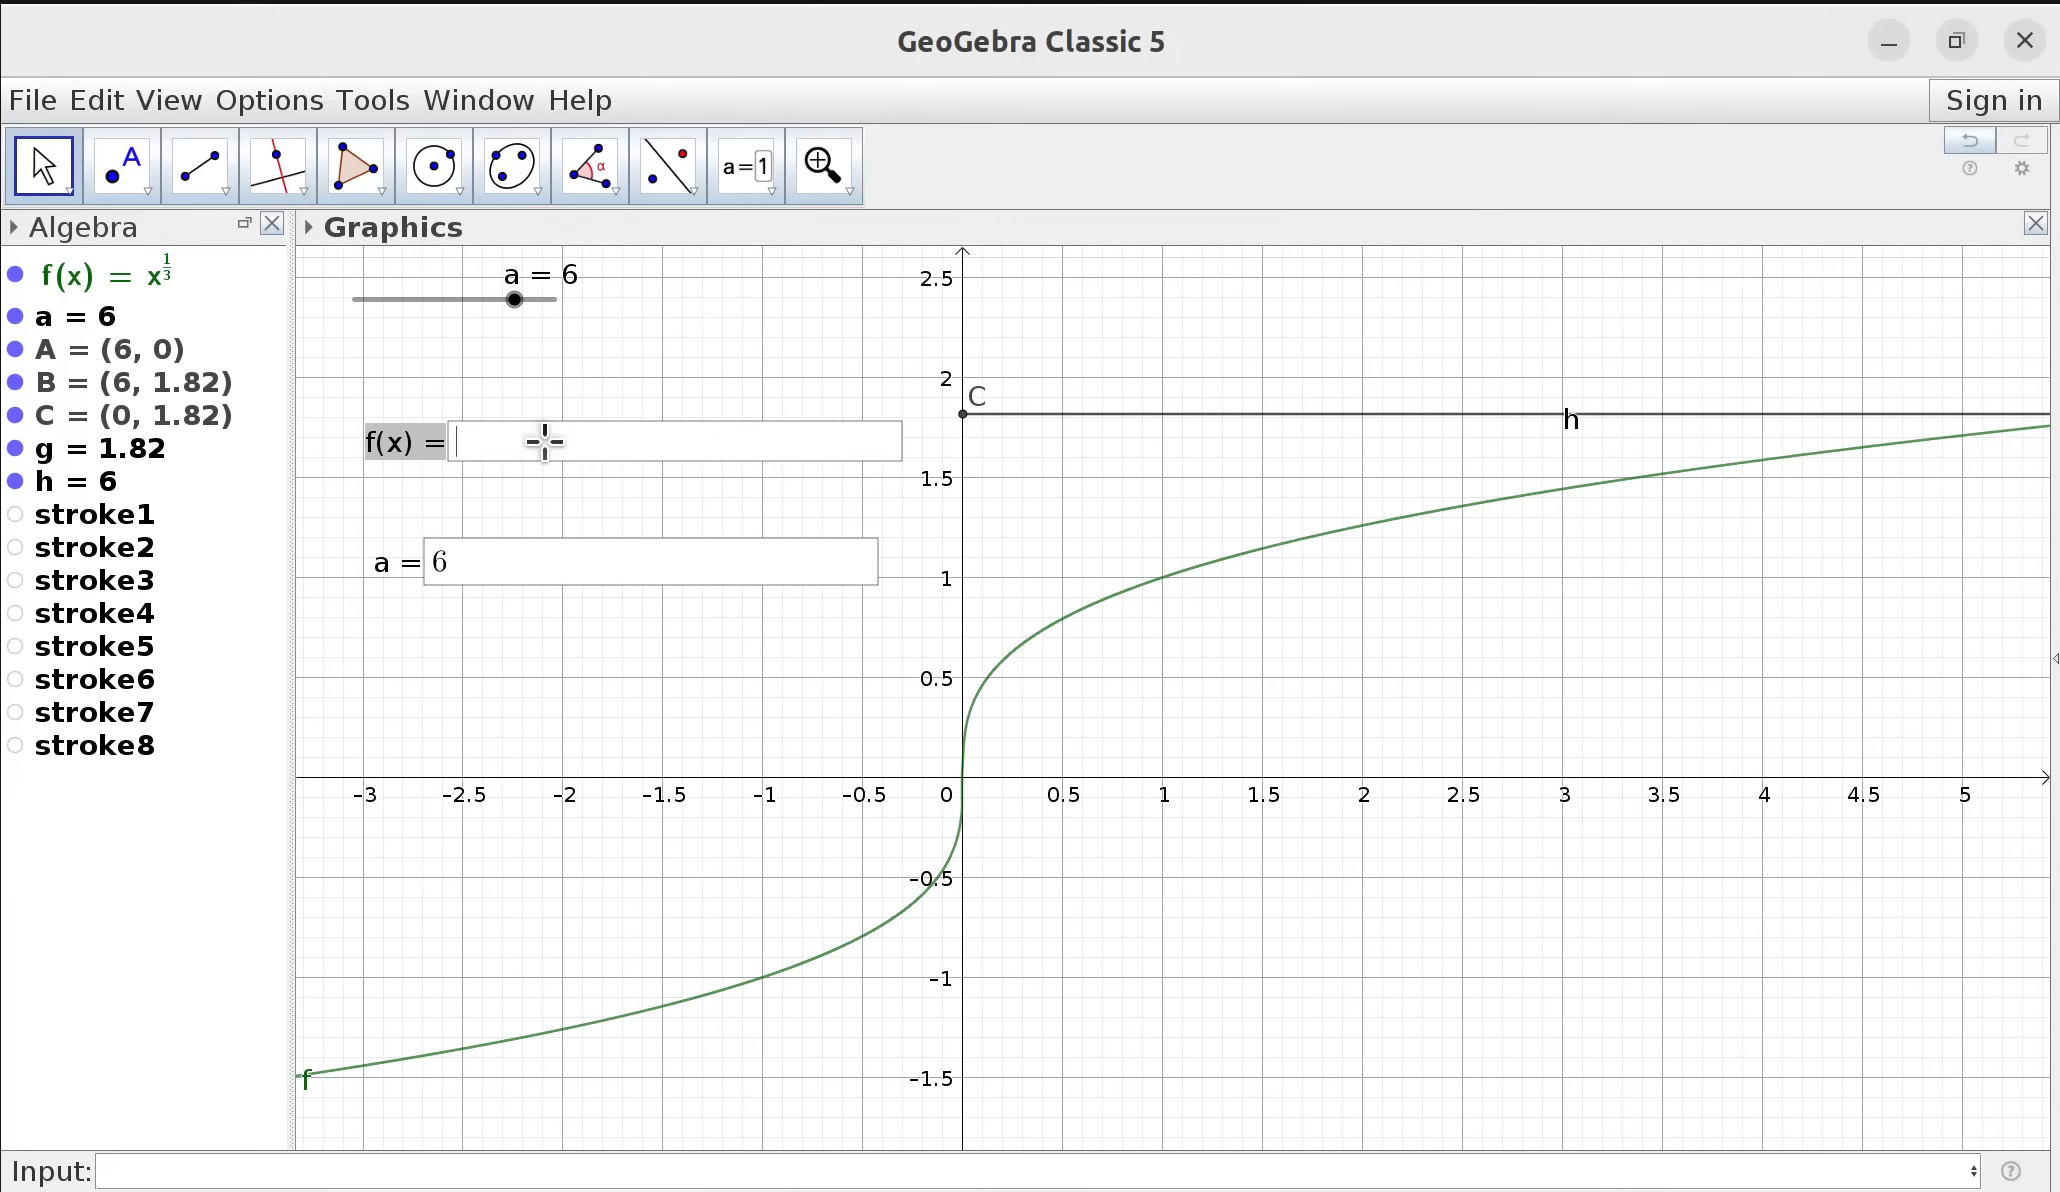 GeoGebra Classic 5
File Edit View Options Tools Window Help
Sign in
A
α
a=1
Algebra
Graphics
f(x) = x^(1/3)
a = 6
A = (6, 0)
B = (6, 1.82)
C = (0, 1.82)
g = 1.82
h = 6
stroke1
stroke2
stroke3
stroke4
stroke5
stroke6
stroke7
stroke8
a = 6
f(x) =
a = 6
C
h
f
2.5
2
1.5
1
0.5
-0.5
-1
-1.5
-3 -2.5 -2 -1.5 -1 -0.5 0 0.5 1 1.5 2 2.5 3 3.5 4 4.5 5
Input: